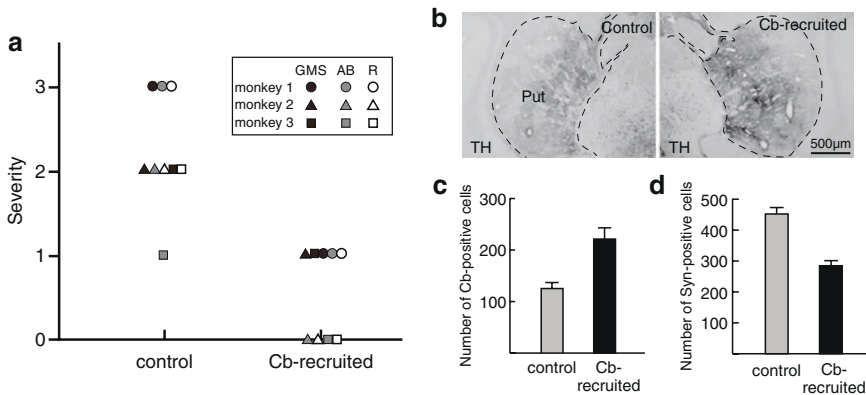 a
Severity
3
2
1
0
control
Cb-recruited
GMS AB R
monkey 1
monkey 2
monkey 3
b
Control
Cb-recruited
Put
TH
TH
500μm
c
Number of Cb-positive cells
300
200
100
control
Cb-
recruited
d
Number of Syn-positive cells
500
400
300
200
100
control
Cb-
recruited